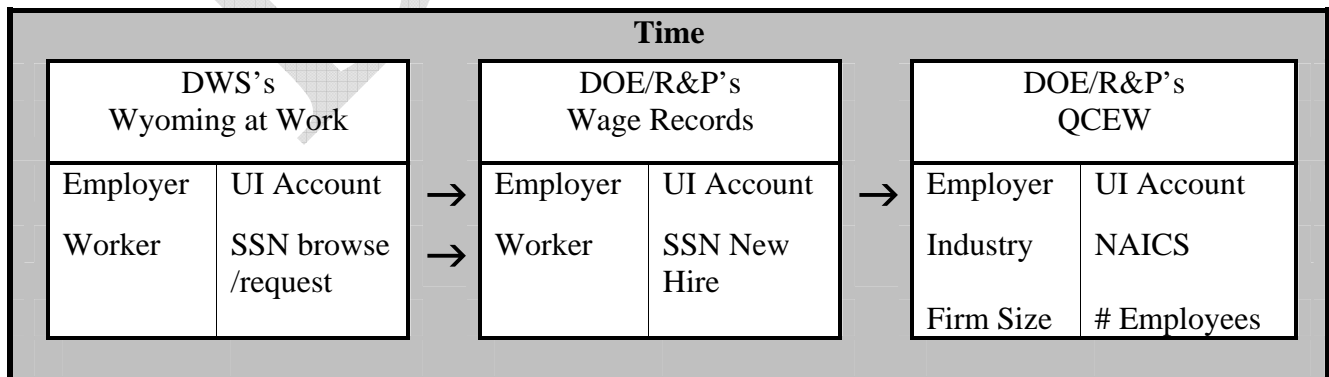 Time
DWS's
Wyoming at Work
Employer UI Account
Worker SSN browse
/request
→
→
DOE/R&P's
Wage Records
Employer UI Account
Worker SSN New
Hire
→
DOE/R&P's
QCEW
Employer UI Account
Industry NAICS
Firm Size # Employees